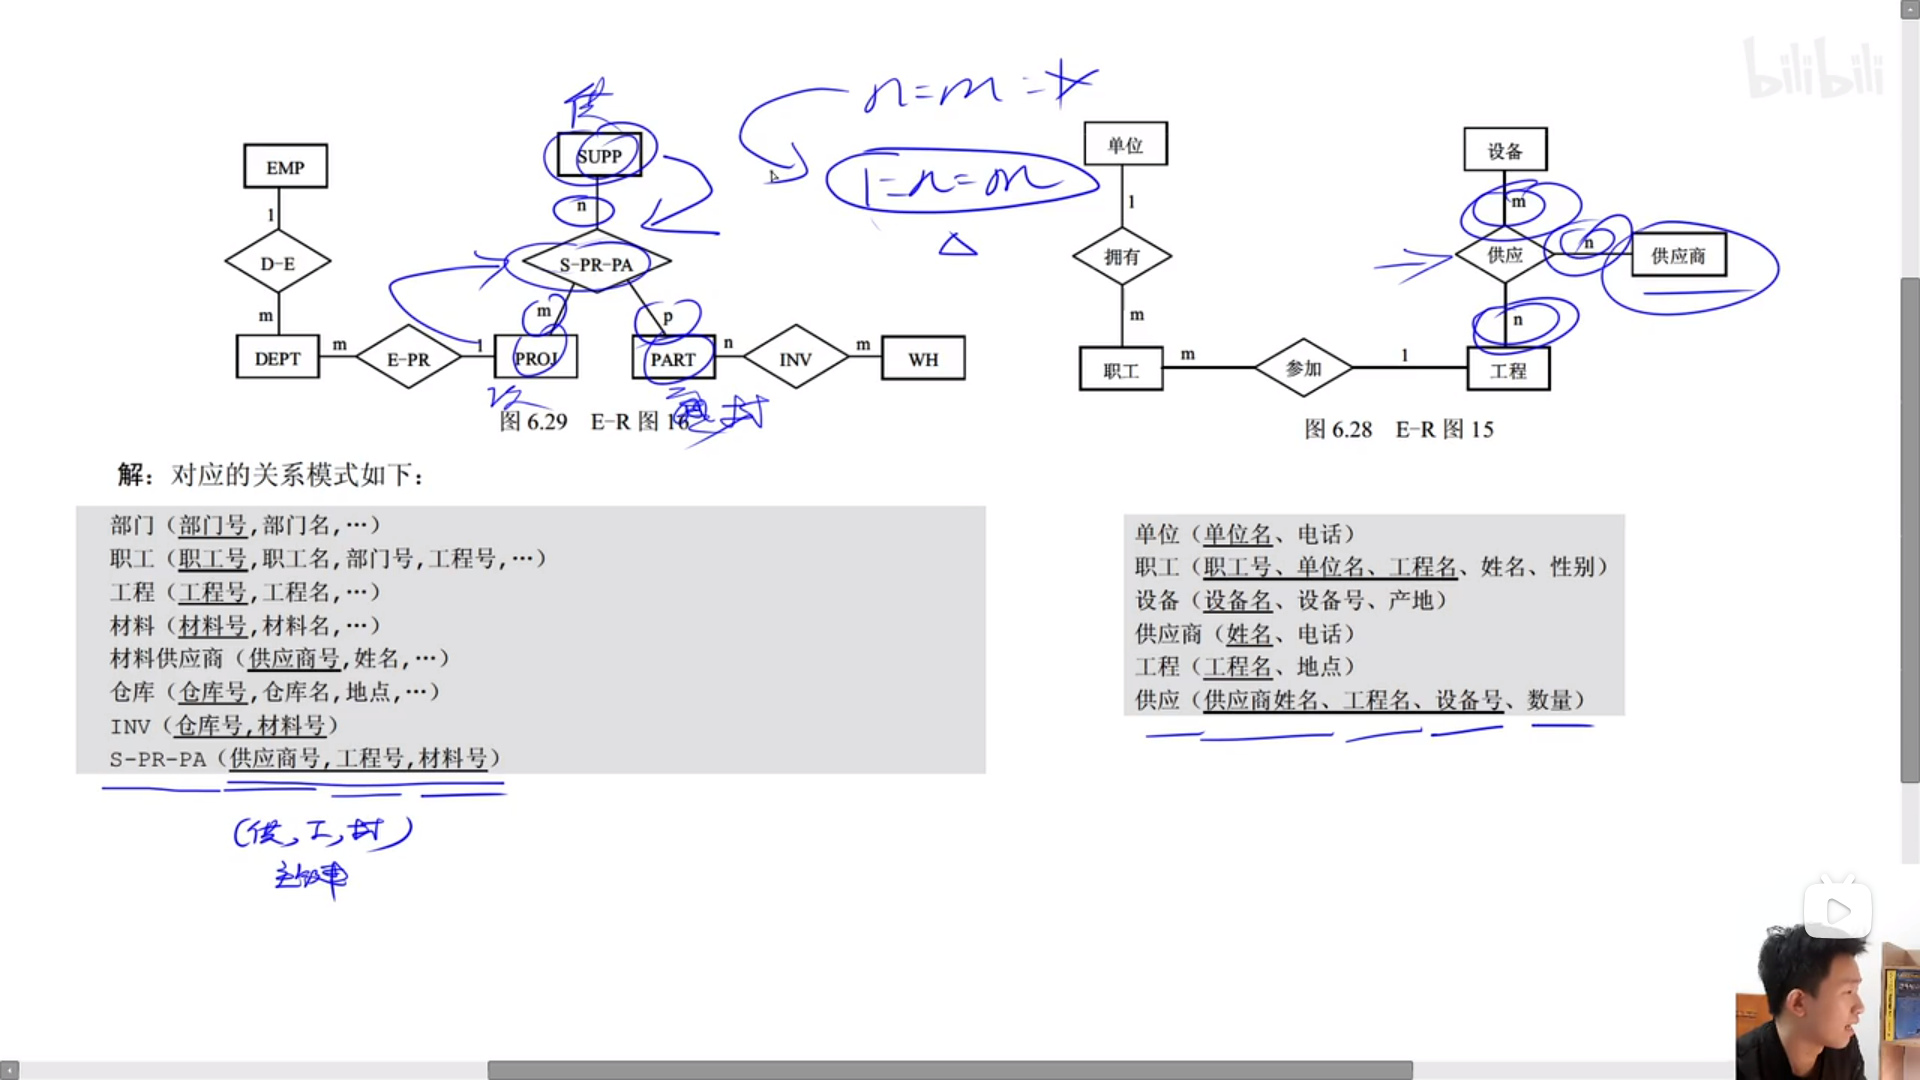 bilibili
供
n=m=
1=n=m
SUPP
EMP
n
1
S-PR-PA
D-E
m
p
m
DEPT
m
E-PR
1
PROJ
PART
n
INV
m
WH
图 6.29 E-R 图 16
单位
1
拥有
m
职工
m
参加
1
工程
设备
m
供应
n
供应商
n
图 6.28 E-R 图 15
解：对应的关系模式如下：
部门（部门号,部门名,…）
职工（职工号,职工名,部门号,工程号,…）
工程（工程号,工程名,…）
材料（材料号,材料名,…）
材料供应商（供应商号,姓名,…）
仓库（仓库号,仓库名,地点,…）
INV（仓库号,材料号）
S-PR-PA（供应商号,工程号,材料号）
(供,工,材)
单位（单位名、电话）
职工（职工号、单位名、工程名、姓名、性别）
设备（设备名、设备号、产地）
供应商（姓名、电话）
工程（工程名、地点）
供应（供应商姓名、工程名、设备号、数量）